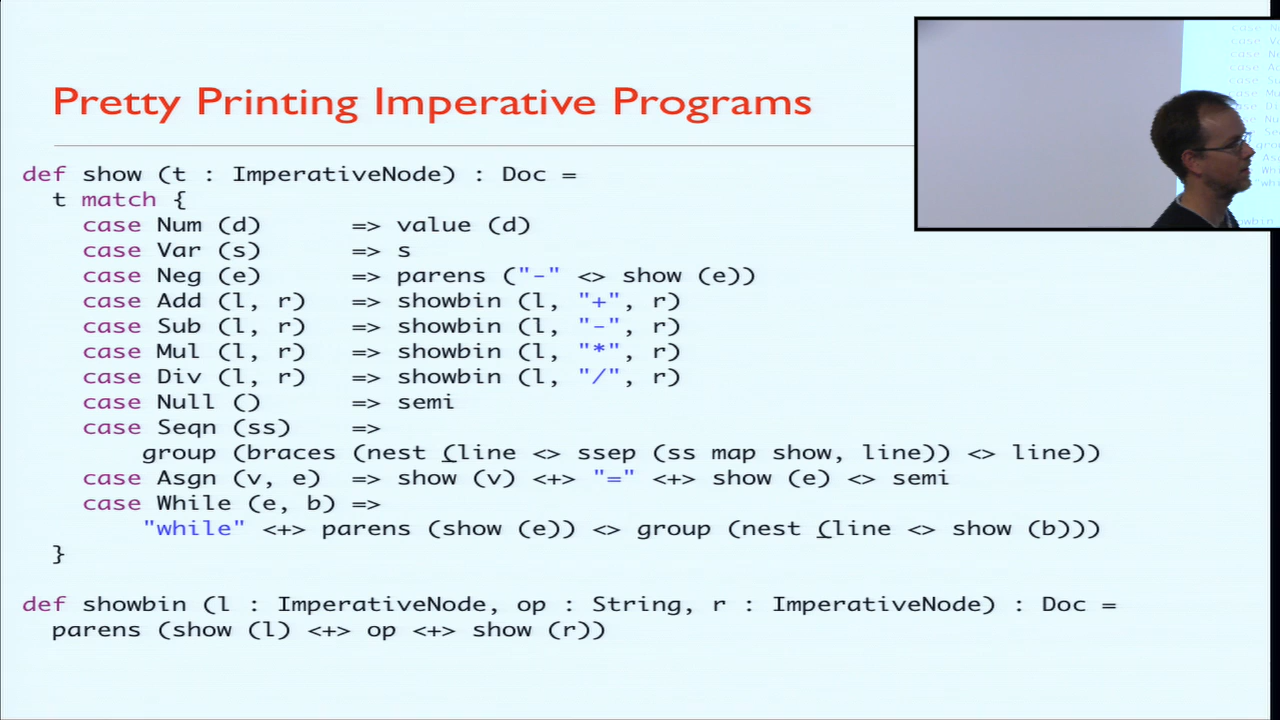 Pretty Printing Imperative Programs
def show (t : ImperativeNode) : Doc =
t match {
case Num (d) => value (d)
case Var (s) => s
case Neg (e) => parens ("-" <> show (e))
case Add (l, r) => showbin (l, "+", r)
case Sub (l, r) => showbin (l, "-", r)
case Mul (l, r) => showbin (l, "*", r)
case Div (l, r) => showbin (l, "/", r)
case Null () => semi
case Seqn (ss) =>
group (braces (nest (line <> ssep (ss map show, line)) <> line))
case Asgn (v, e) => show (v) <+> "=" <+> show (e) <> semi
case While (e, b) =>
"while" <+> parens (show (e)) <> group (nest (line <> show (b)))
}
def showbin (l : ImperativeNode, op : String, r : ImperativeNode) : Doc =
parens (show (l) <+> op <+> show (r))